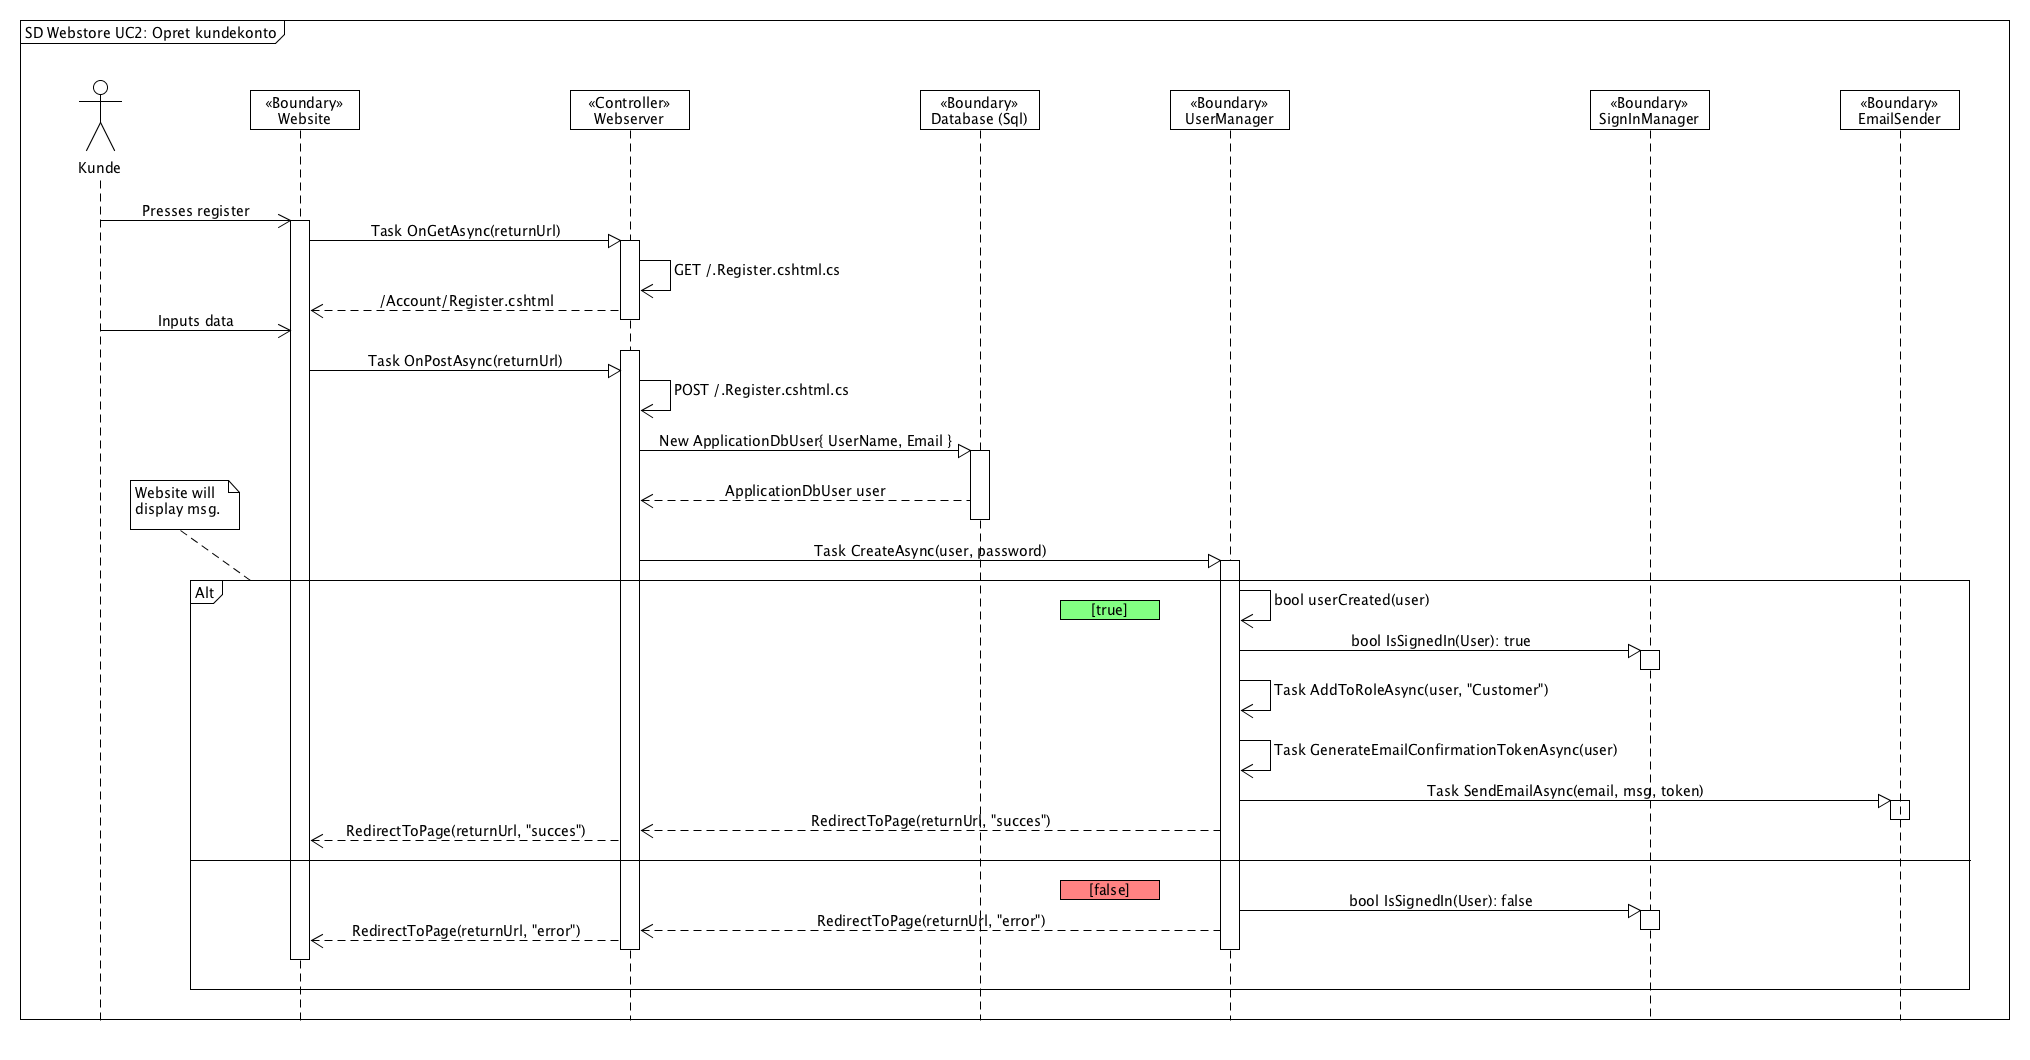 SD Webstore UC2: Opret kundekonto
«Boundary»
Website
«Controller»
Webserver
«Boundary»
Database (Sql)
«Boundary»
UserManager
«Boundary»
SignInManager
«Boundary»
EmailSender
Kunde
Presses register
Task OnGetAsync(returnUrl)
GET /.Register.cshtml.cs
/Account/Register.cshtml
Inputs data
Task OnPostAsync(returnUrl)
POST /.Register.cshtml.cs
New ApplicationDbUser{ UserName, Email }
Website will
display msg.
ApplicationDbUser user
Task CreateAsync(user, password)
Alt
[true]
bool userCreated(user)
bool IsSignedIn(User): true
Task AddToRoleAsync(user, "Customer")
Task GenerateEmailConfirmationTokenAsync(user)
Task SendEmailAsync(email, msg, token)
RedirectToPage(returnUrl, "succes")
RedirectToPage(returnUrl, "succes")
[false]
bool IsSignedIn(User): false
RedirectToPage(returnUrl, "error")
RedirectToPage(returnUrl, "error")